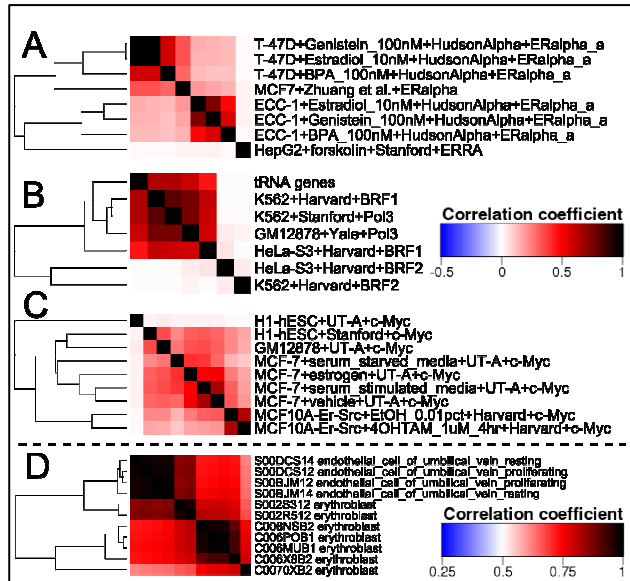 A
T-47D+Genistein_100nM+HudsonAlpha+ERalpha_a
T-47D+Estradiol_10nM+HudsonAlpha+ERalpha_a
T-47D+BPA_100nM+HudsonAlpha+ERalpha_a
MCF7+Zhuang et al.+ERalpha
ECC-1+Estradiol_10nM+HudsonAlpha+ERalpha_a
ECC-1+Genistein_100nM+HudsonAlpha+ERalpha_a
ECC-1+BPA_100nM+HudsonAlpha+ERalpha_a
HepG2+forskolin+Stanford+ERRA
B
tRNA genes
K562+Harvard+BRF1
K562+Stanford+Pol3
GM12878+Yale+Pol3
HeLa-S3+Harvard+BRF1
HeLa-S3+Harvard+BRF2
K562+Harvard+BRF2
Correlation coefficient
-0.5 0 0.5 1
C
H1-hESC+UT-A+c-Myc
H1-hESC+Stanford+c-Myc
GM12878+UT-A+c-Myc
MCF-7+serum_starved_media+UT-A+c-Myc
MCF-7+estrogen+UT-A+c-Myc
MCF-7+serum_stimulated_media+UT-A+c-Myc
MCF-7+vehicle+UT-A+c-Myc
MCF10A-Er-Src+EtOH_0.01pct+Harvard+c-Myc
MCF10A-Er-Src+4OHTAM_1uM_4hr+Harvard+c-Myc
D
S00DCS14 endothelial_cell_of_umbilical_vein_resting
S00DCS12 endothelial_cell_of_umbilical_vein_proliferating
S00BJM12 endothelial_cell_of_umbilical_vein_proliferating
S00BJM14 endothelial_cell_of_umbilical_vein_resting
S002S312 erythroblast
S002R512 erythroblast
C006NSB2 erythroblast
C006POB1 erythroblast
C006MUB1 erythroblast
C006X8B2 erythroblast
C0070XB2 erythroblast
Correlation coefficient
0.25 0.5 0.75 1